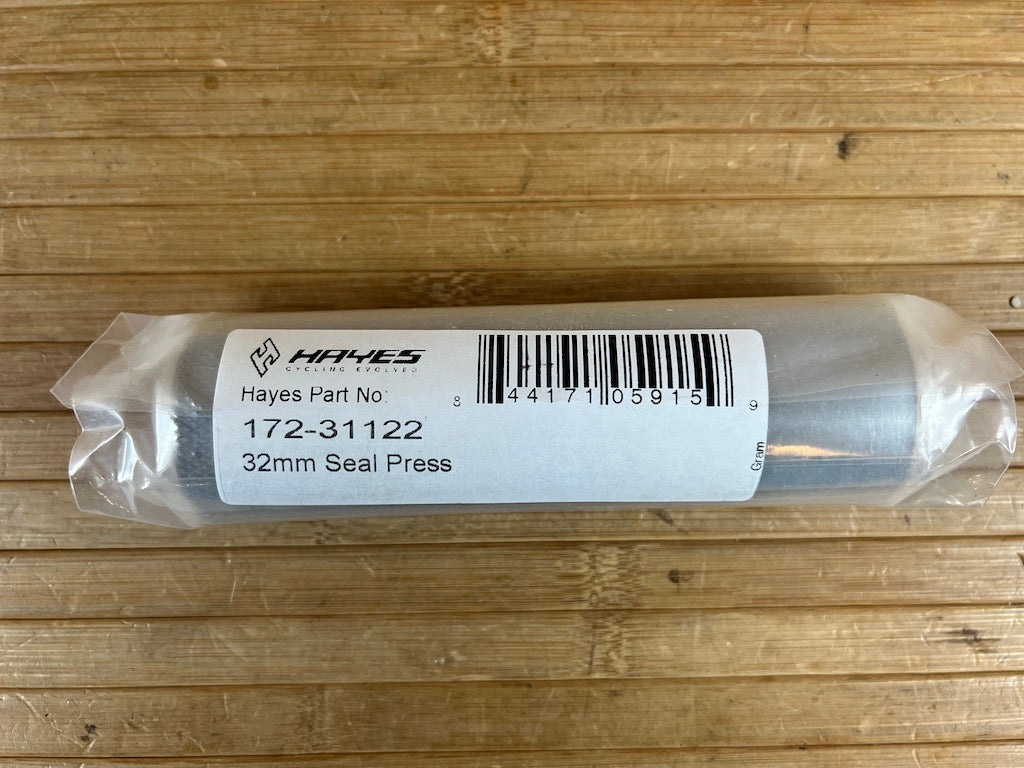 HAYES
CYCLING EVOLVED
Hayes Part No:
172-31122
32mm Seal Press
8 44171 05915 9
Gram